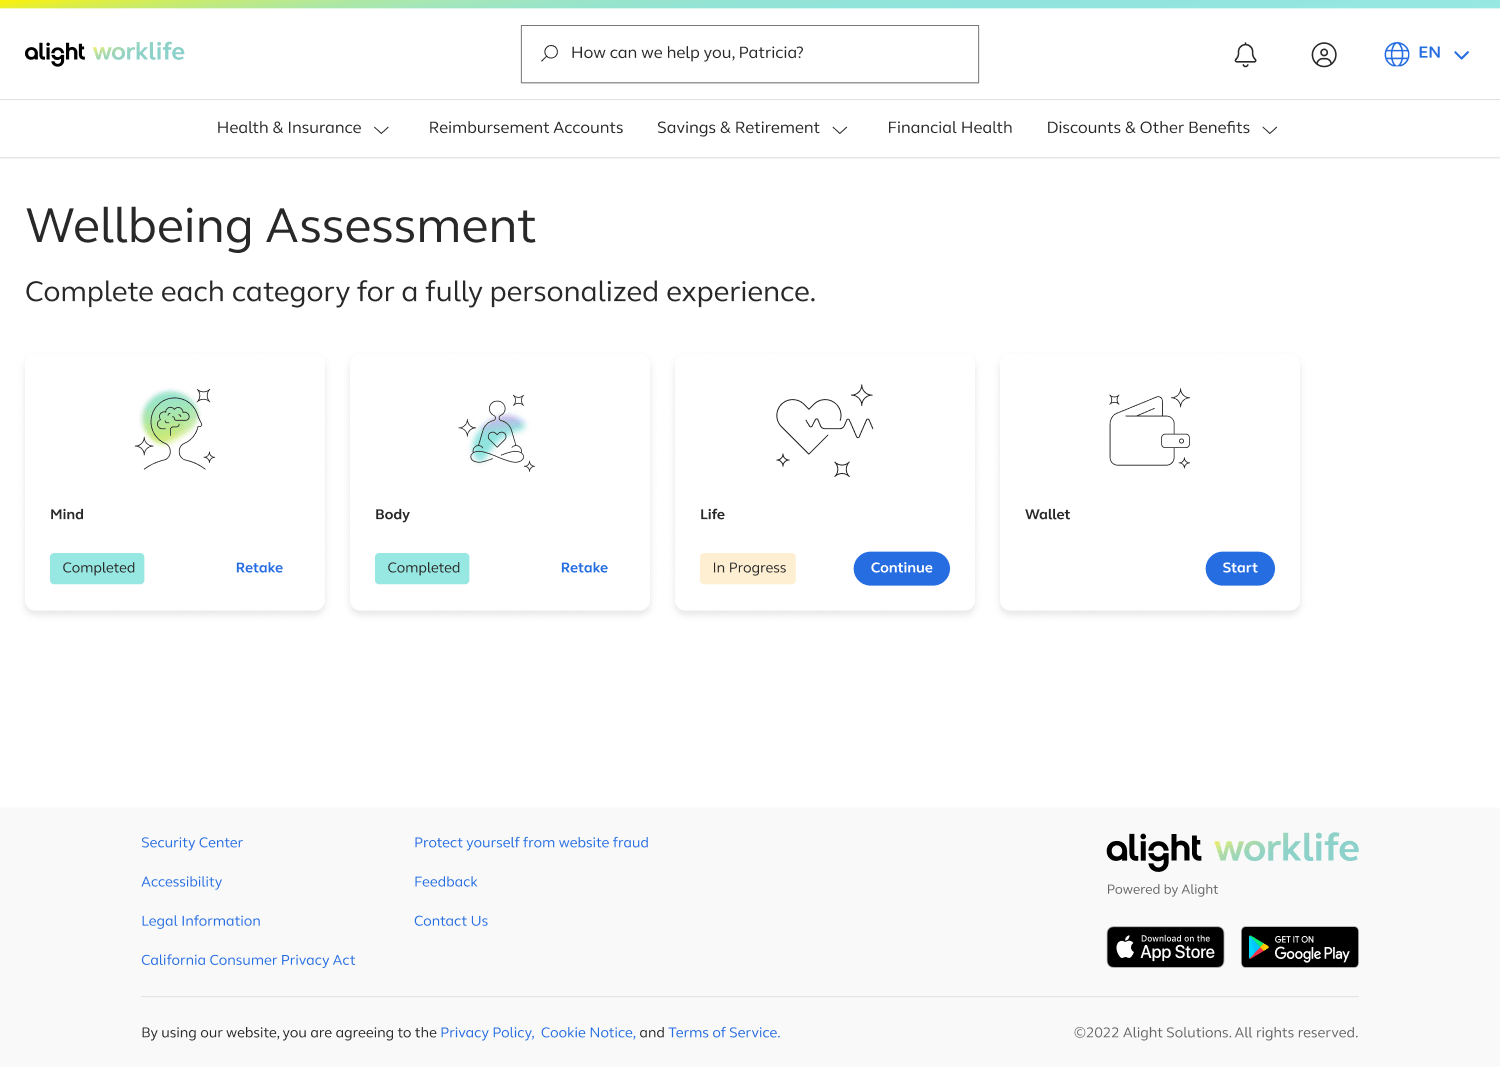 alight worklife
How can we help you, Patricia?
EN
Health & Insurance
Reimbursement Accounts
Savings & Retirement
Financial Health
Discounts & Other Benefits
Wellbeing Assessment
Complete each category for a fully personalized experience.
Mind
Completed
Retake
Body
Completed
Retake
Life
In Progress
Continue
Wallet
Start
Security Center
Accessibility
Legal Information
California Consumer Privacy Act
Protect yourself from website fraud
Feedback
Contact Us
alight worklife
Powered by Alight
Download on the
App Store
GET IT ON
Google Play
By using our website, you are agreeing to the Privacy Policy, Cookie Notice, and Terms of Service.
©2022 Alight Solutions. All rights reserved.